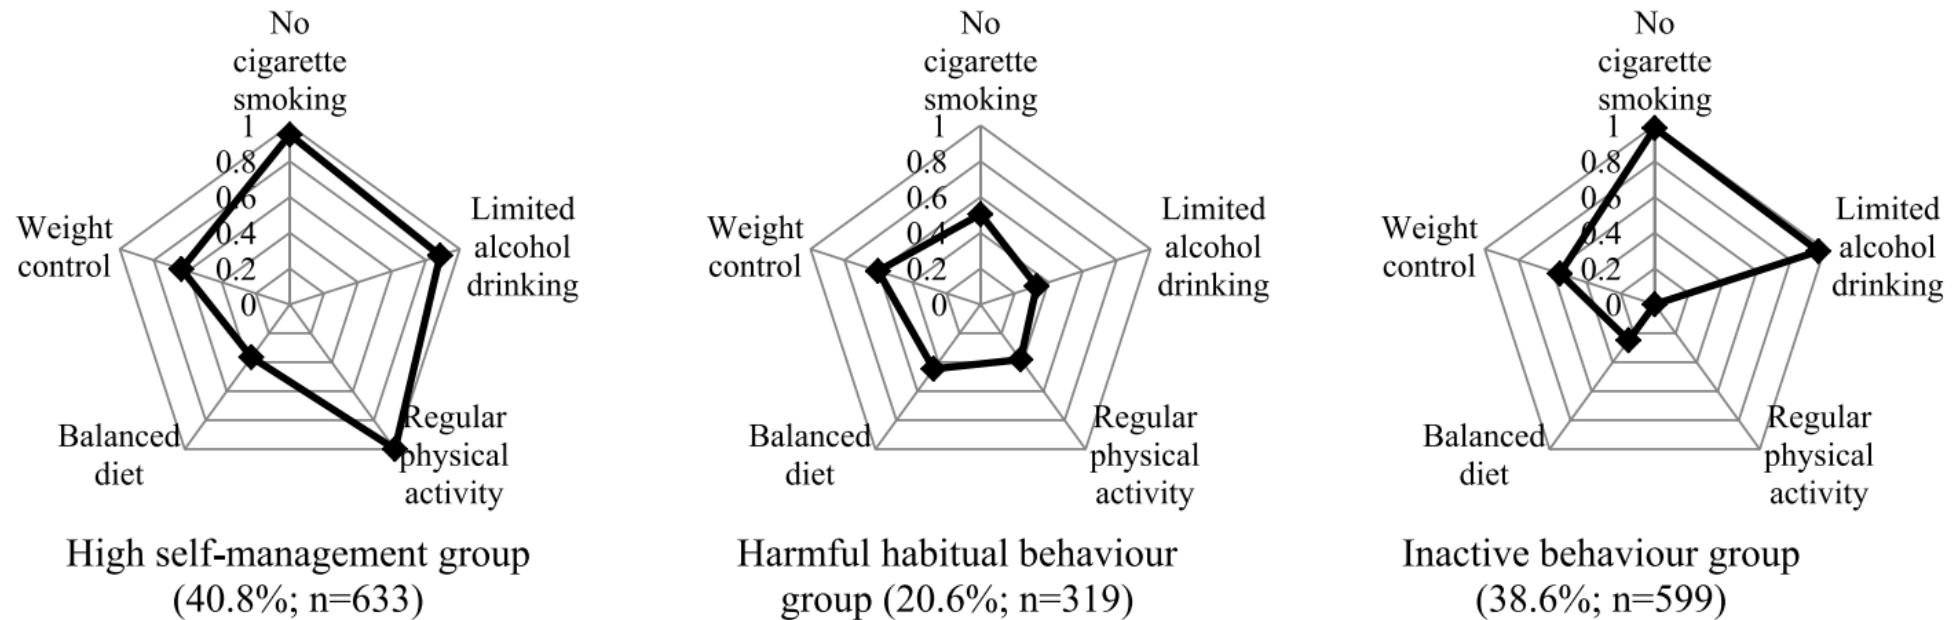 No
cigarette
smoking
1
0.8
0.6
0.4
0.2
0
Limited
alcohol
drinking
Regular
physical
activity
Balanced
diet
Weight
control
High self-management group
(40.8%; n=633)
No
cigarette
smoking
1
0.8
0.6
0.4
0.2
0
Limited
alcohol
drinking
Regular
physical
activity
Balanced
diet
Weight
control
Harmful habitual behaviour
group (20.6%; n=319)
No
cigarette
smoking
1
0.8
0.6
0.4
0.2
0
Limited
alcohol
drinking
Regular
physical
activity
Balanced
diet
Weight
control
Inactive behaviour group
(38.6%; n=599)